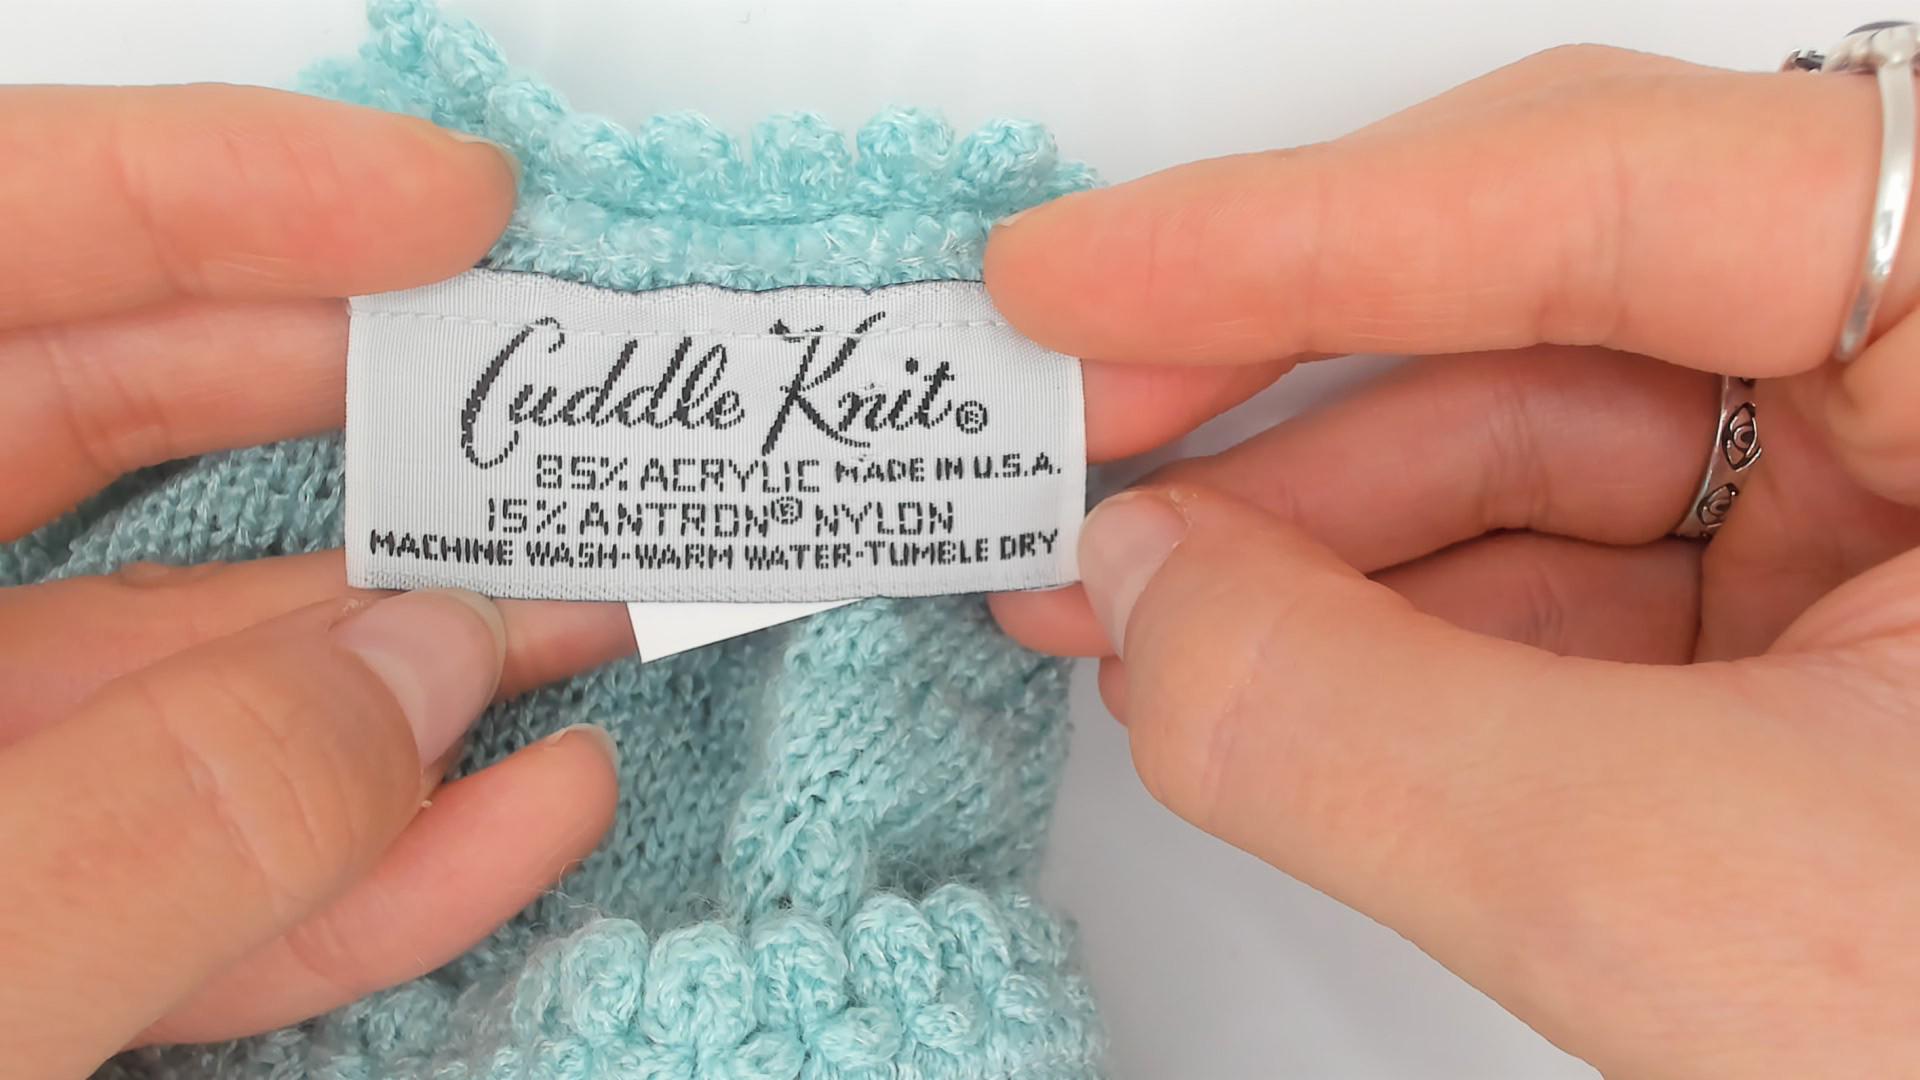 Cuddle Knit®
85% ACRYLIC MADE IN U.S.A.
15% ANTRON® NYLON
MACHINE WASH-WARM WATER-TUMBLE DRY